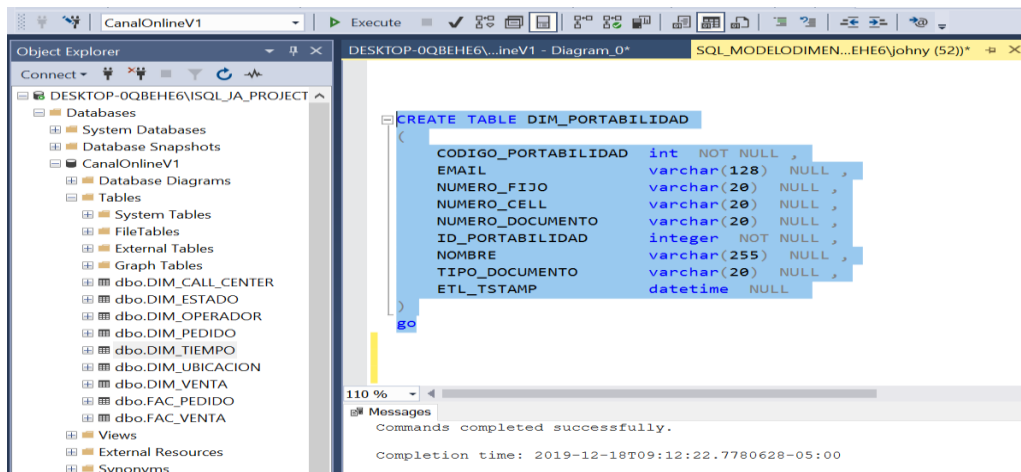 CanalOnlineV1
Execute
Object Explorer
Connect
DESKTOP-0QBEHE6\ISQL_JA_PROJECT
Databases
System Databases
Database Snapshots
CanalOnlineV1
Database Diagrams
Tables
System Tables
FileTables
External Tables
Graph Tables
dbo.DIM_CALL_CENTER
dbo.DIM_ESTADO
dbo.DIM_OPERADOR
dbo.DIM_PEDIDO
dbo.DIM_TIEMPO
dbo.DIM_UBICACION
dbo.DIM_VENTA
dbo.FAC_PEDIDO
dbo.FAC_VENTA
Views
External Resources
Synonyms
DESKTOP-0QBEHE6\...ineV1 - Diagram_0*
SQL_MODELODIMEN...EHE6\johny (52))*
CREATE TABLE DIM_PORTABILIDAD
(
CODIGO_PORTABILIDAD int NOT NULL ,
EMAIL varchar(128) NULL ,
NUMERO_FIJO varchar(20) NULL ,
NUMERO_CELL varchar(20) NULL ,
NUMERO_DOCUMENTO varchar(20) NULL ,
ID_PORTABILIDAD integer NOT NULL ,
NOMBRE varchar(255) NULL ,
TIPO_DOCUMENTO varchar(20) NULL ,
ETL_TSTAMP datetime NULL
)
go
110 %
Messages
Commands completed successfully.
Completion time: 2019-12-18T09:12:22.7780628-05:00